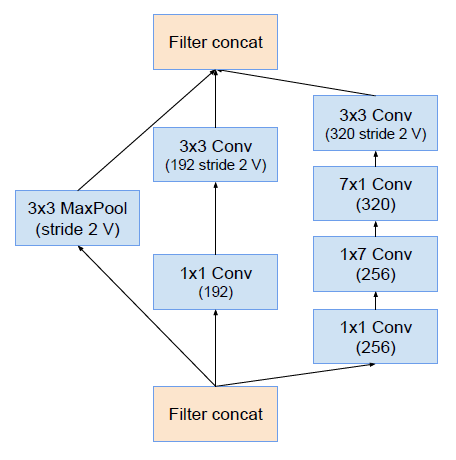 Filter concat
3x3 Conv
(320 stride 2 V)
3x3 Conv
(192 stride 2 V)
7x1 Conv
(320)
3x3 MaxPool
(stride 2 V)
1x7 Conv
(256)
1x1 Conv
(192)
1x1 Conv
(256)
Filter concat